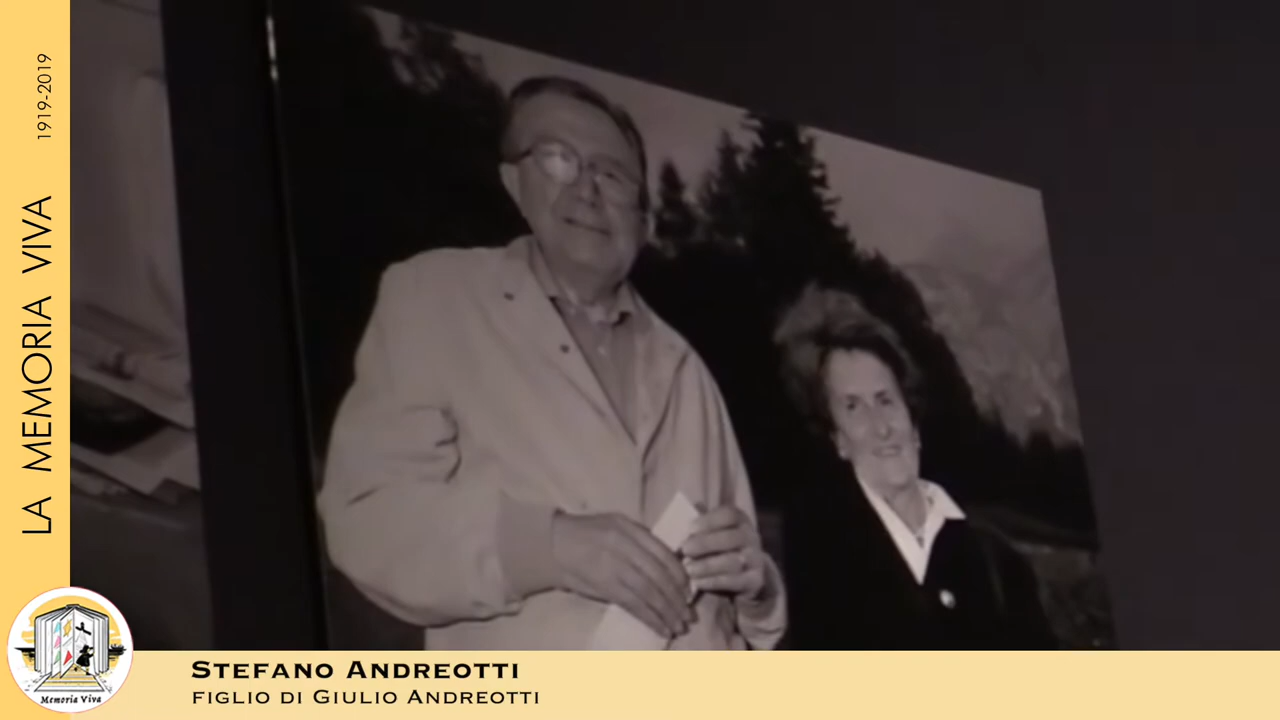 LA MEMORIA VIVA 1919-2019
Memoria Viva
STEFANO ANDREOTTI
FIGLIO DI GIULIO ANDREOTTI